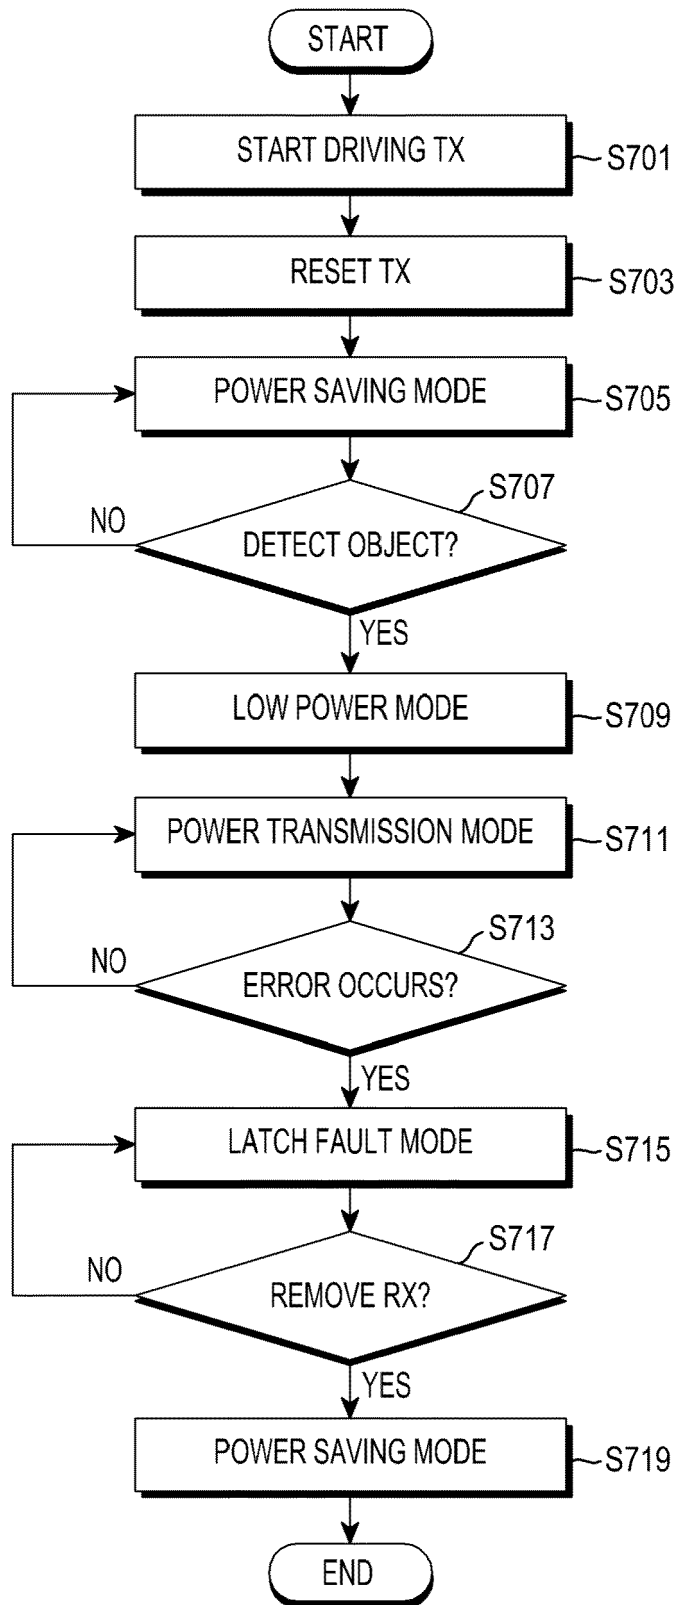 START
START DRIVING TX
S701
RESET TX
S703
POWER SAVING MODE
S705
S707
NO
DETECT OBJECT?
YES
LOW POWER MODE
S709
POWER TRANSMISSION MODE
S711
S713
NO
ERROR OCCURS?
YES
LATCH FAULT MODE
S715
S717
NO
REMOVE RX?
YES
POWER SAVING MODE
S719
END